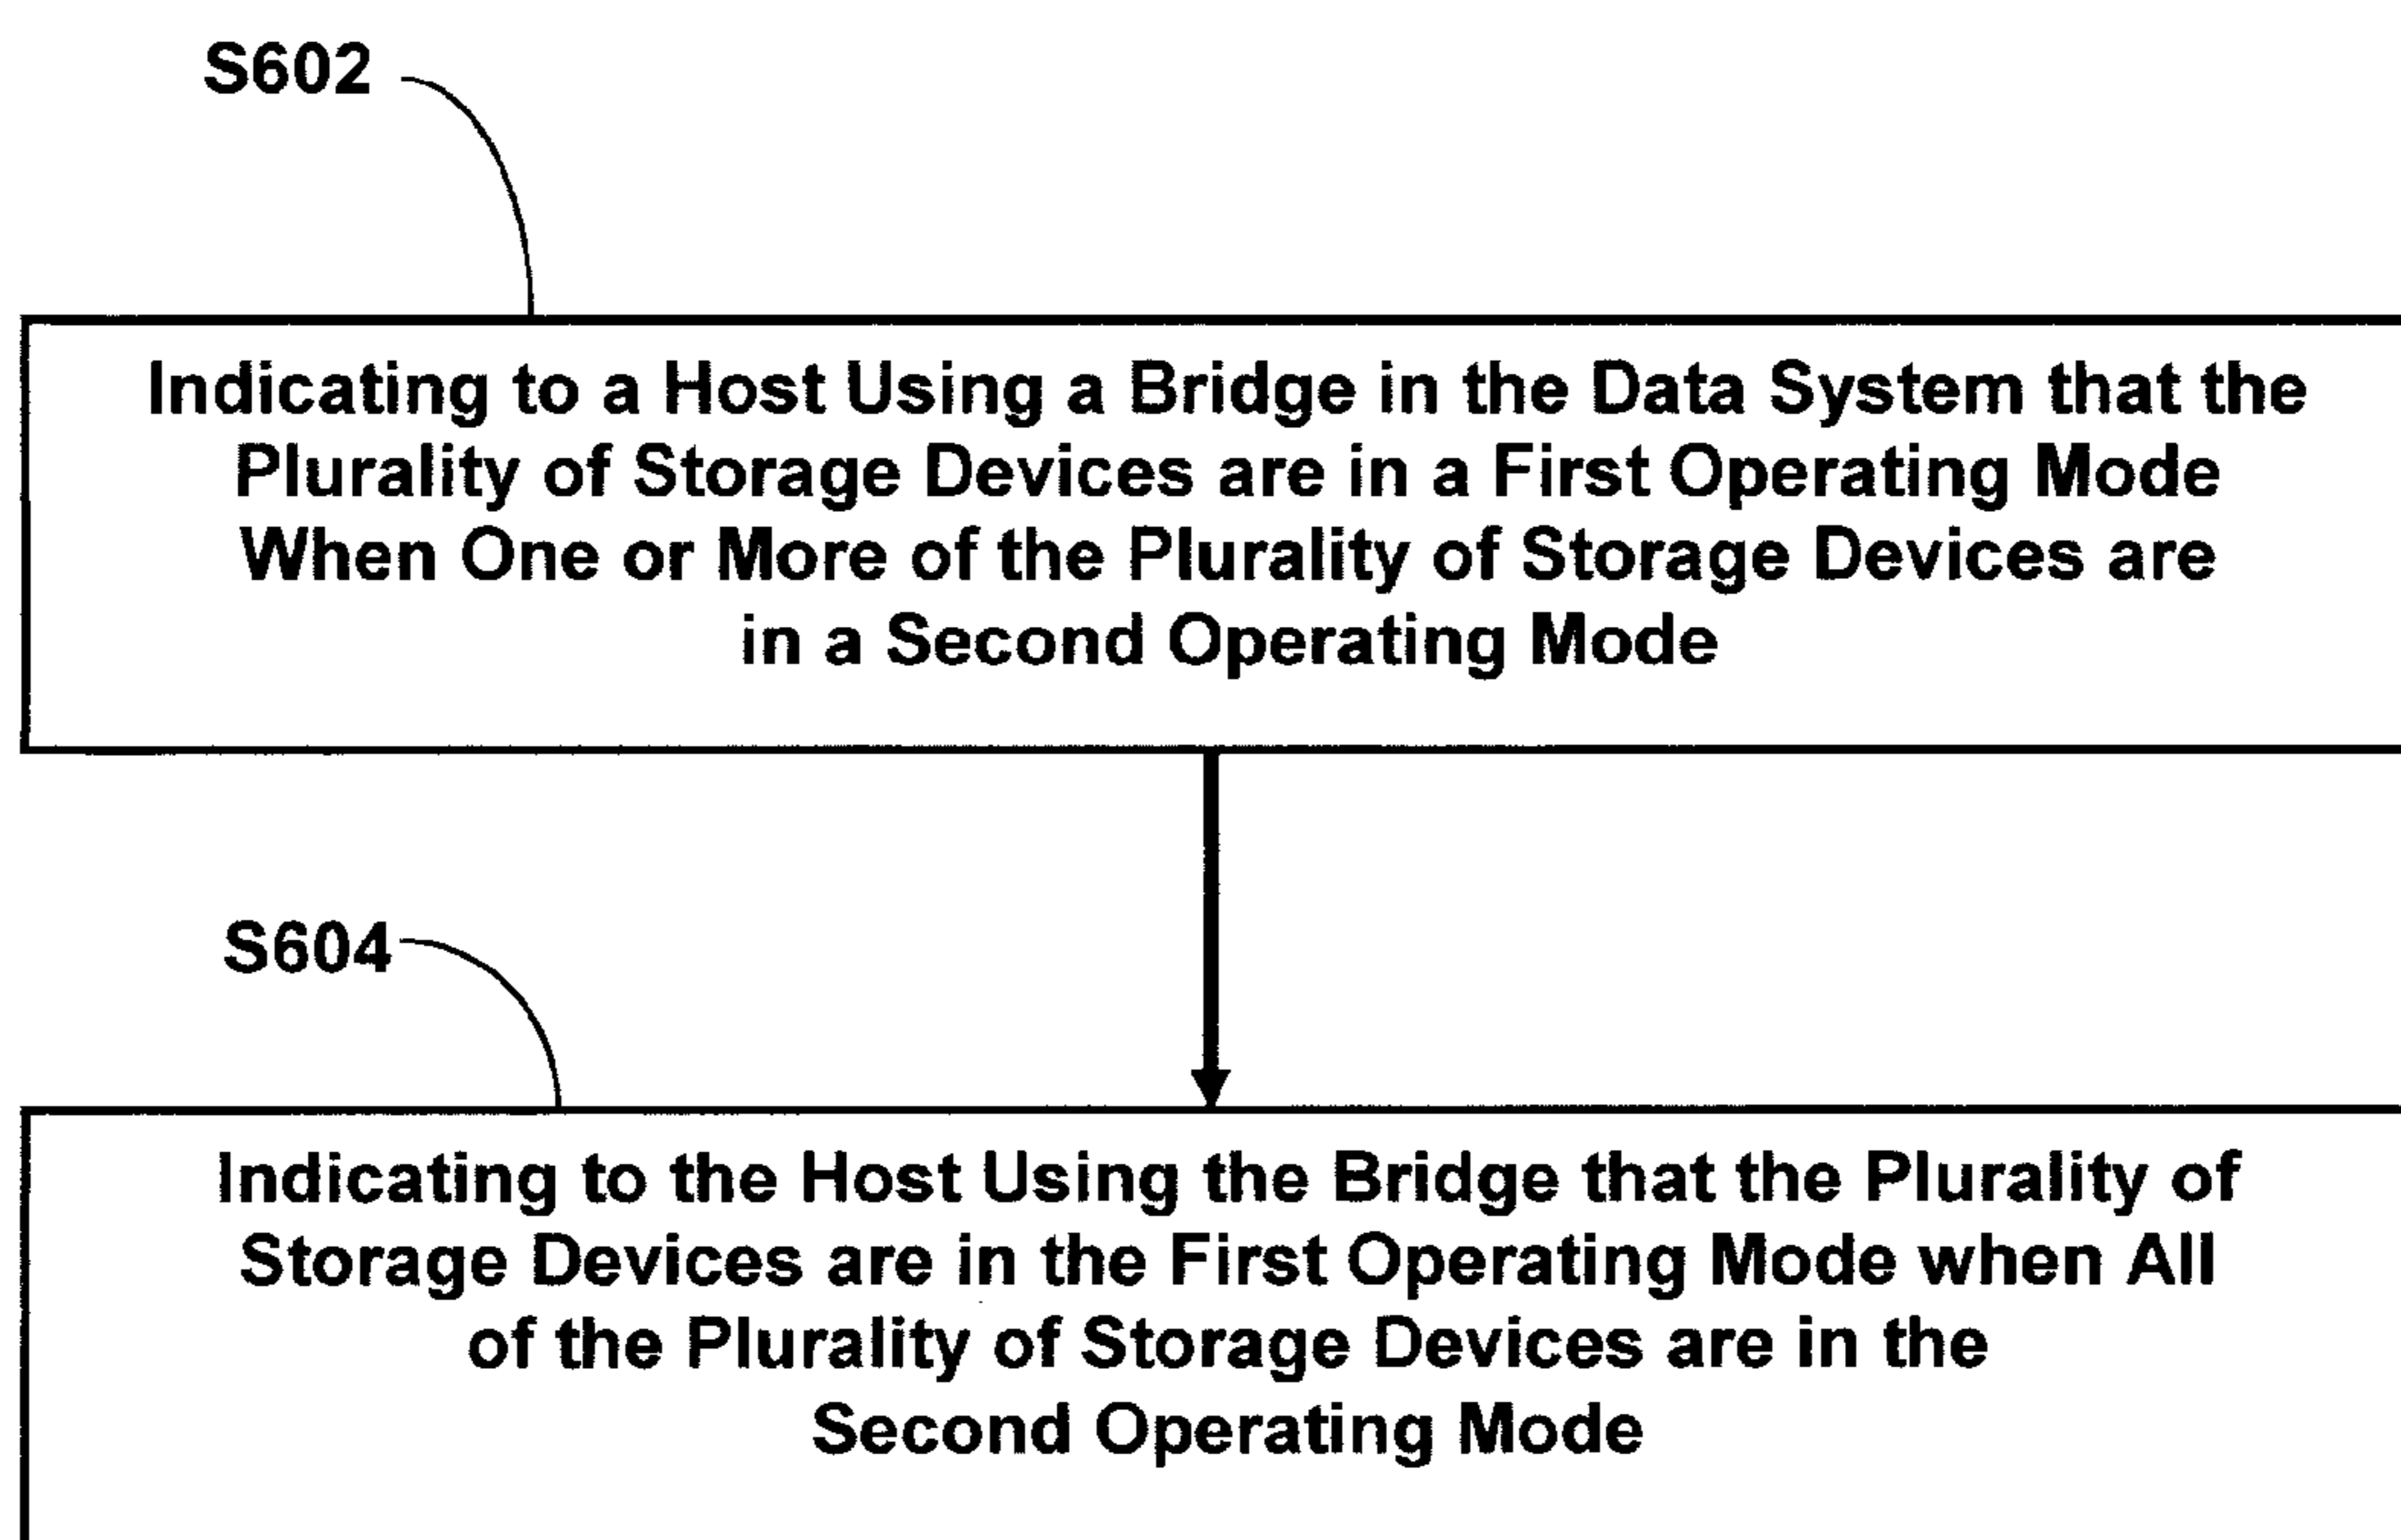 S602
Indicating to a Host Using a Bridge in the Data System that the
Plurality of Storage Devices are in a First Operating Mode
When One or More of the Plurality of Storage Devices are
in a Second Operating Mode
S604
Indicating to the Host Using the Bridge that the Plurality of
Storage Devices are in the First Operating Mode when All
of the Plurality of Storage Devices are in the
Second Operating Mode